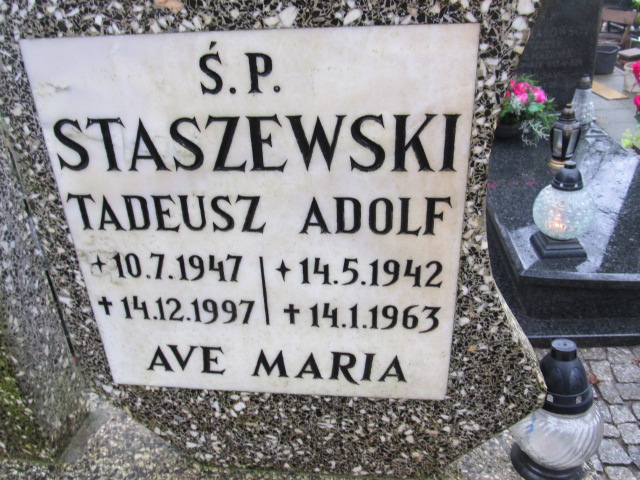 Ś.P.
STASZEWSKI
TADEUSZ ADOLF
10.7.1947 14.5.1942
14.12.1997 14.1.1963
AVE MARIA